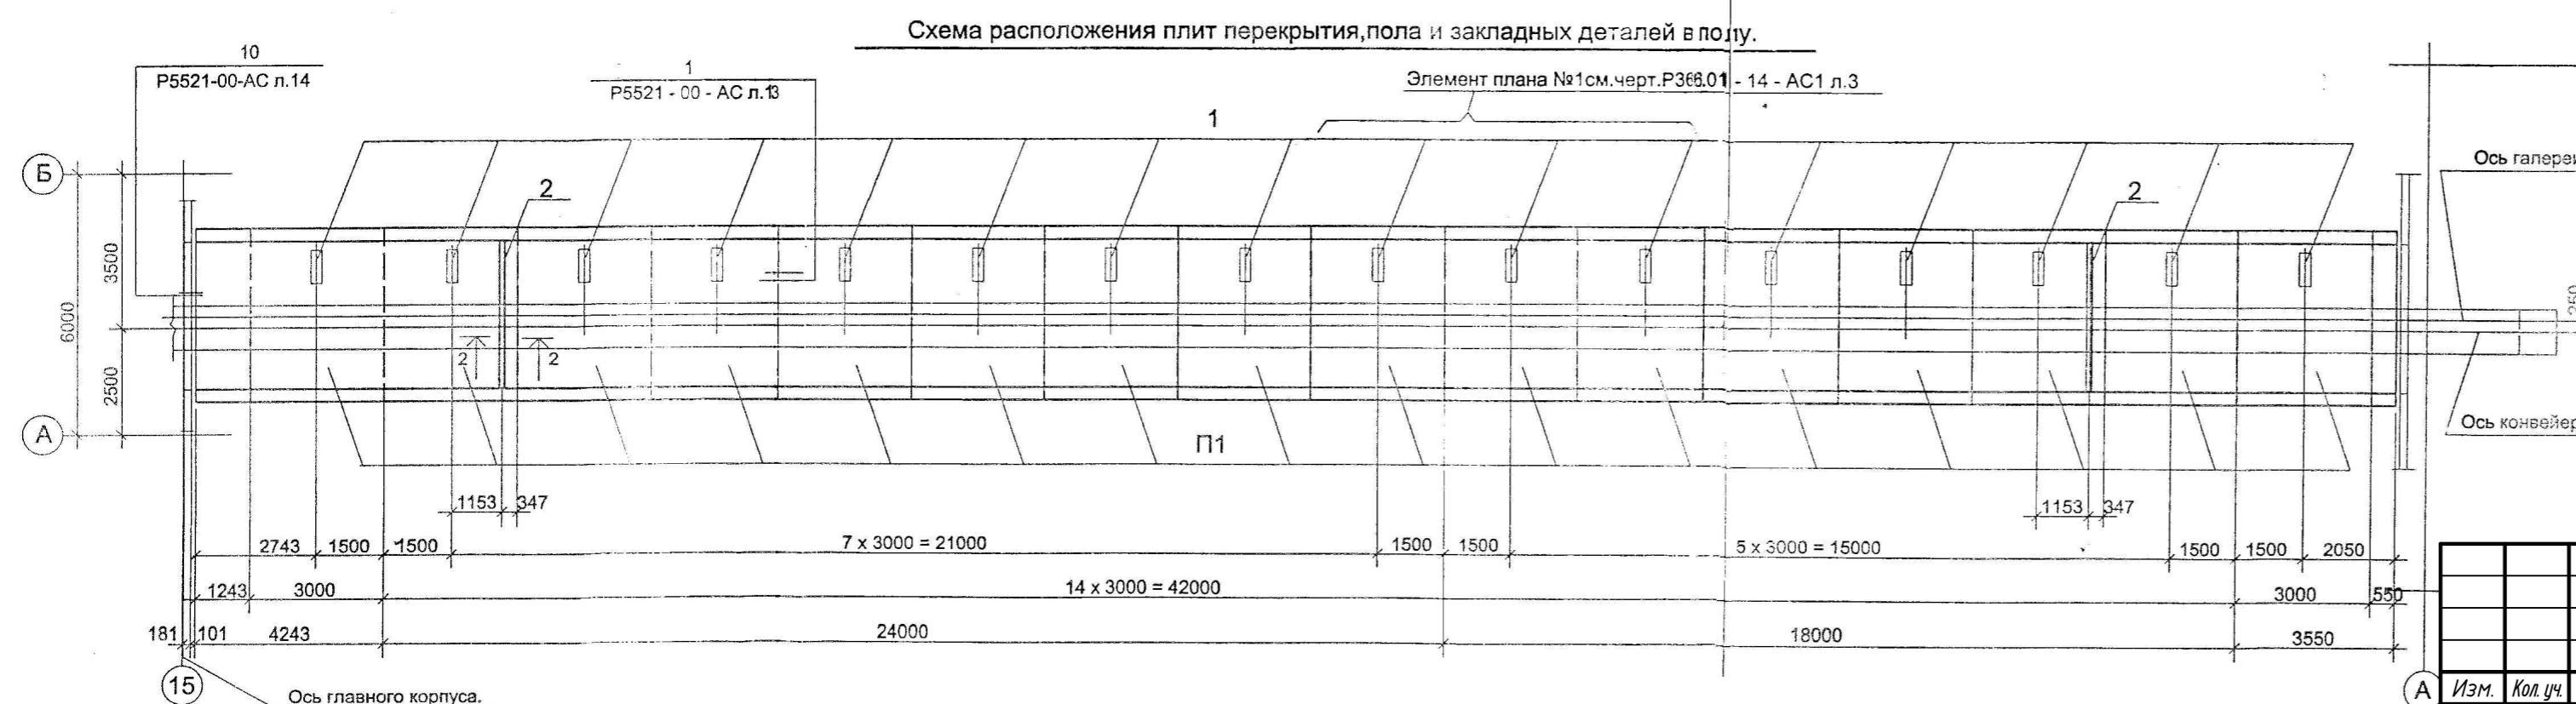 Схема расположения плит перекрытия,пола и закладных деталей в полу.
10
Р5521-00-АС л.14
1
Р5521 - 00 - АС л.13
Элемент плана №1см.черт.Р366.01 - 14 - АС1 л.3
1
Б
2
2
Ось галереи
3500
6000
2500
2
2
А
П1
Ось конвейер
1153
347
1153
347
2743
1500
1500
7 x 3000 = 21000
1500
1500
5 x 3000 = 15000
1500
1500
2050
1243
3000
14 x 3000 = 42000
3000
550
181
101
4243
24000
18000
3550
15
Ось главного корпуса.
А
Изм.
Кол. уч.